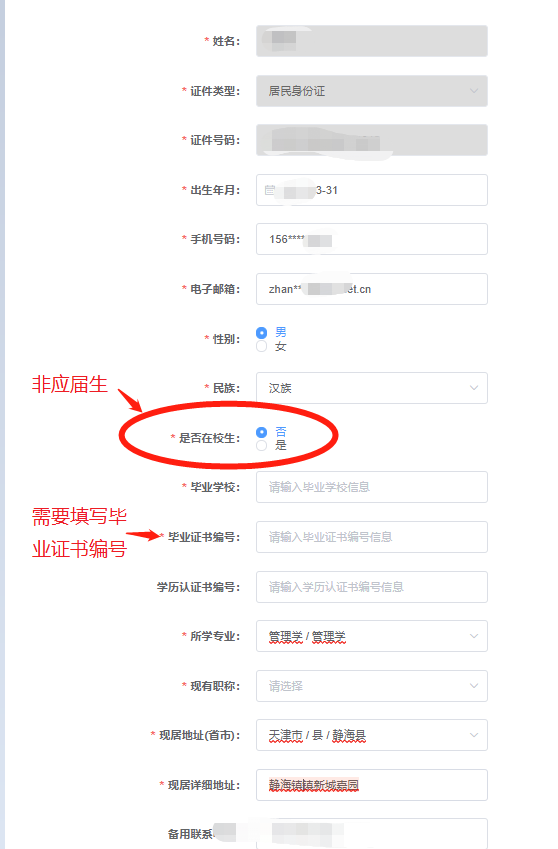 * 姓名：
* 证件类型： 居民身份证
* 证件号码：
* 出生年月： 3-31
* 手机号码： 156****
* 电子邮箱： zhan** et.cn
* 性别： 男
女
非应届生
* 民族： 汉族
* 是否在校生： 否
是
* 毕业学校： 请输入毕业学校信息
需要填写毕
业证书编号
* 毕业证书编号： 请输入毕业证书编号信息
学历认证书编号： 请输入学历认证书编号信息
* 所学专业： 管理学 / 管理学
* 现有职称： 请选择
* 现居地址(省市)： 天津市 / 县 / 静海县
* 现居详细地址： 静海镇镇新城嘉园
备用联系